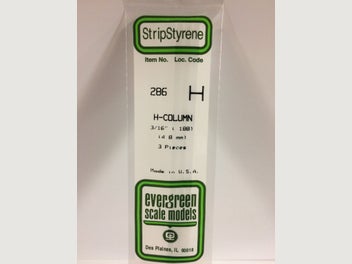 StripStyrene
Item No. Loc. Code
286 H
H-COLUMN
3/16" (.188)
(4.8 mm)
3 Pieces
Made in U.S.A.
evergreen
scale models
Des Plaines, IL 60018